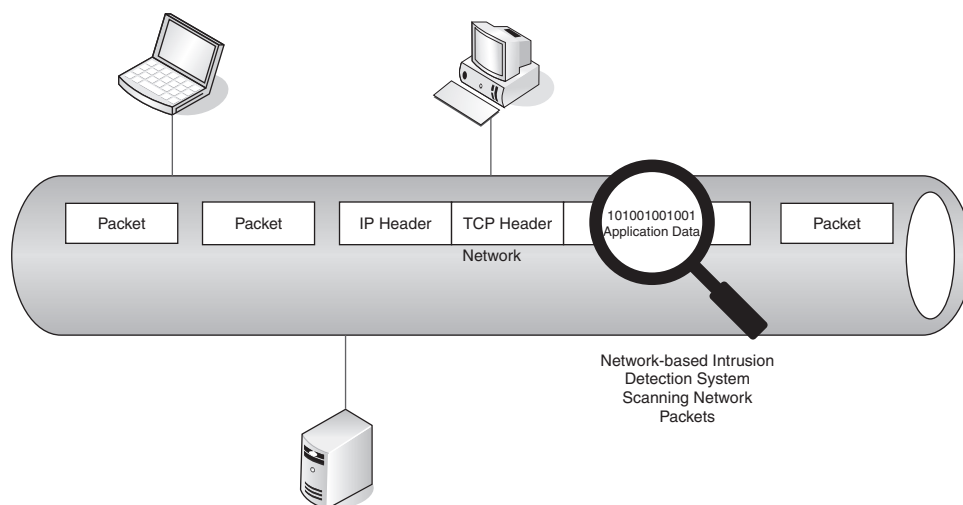 Packet
Packet
IP Header
TCP Header
101001001001
Application Data
Packet
Network
Network-based Intrusion
Detection System
Scanning Network
Packets